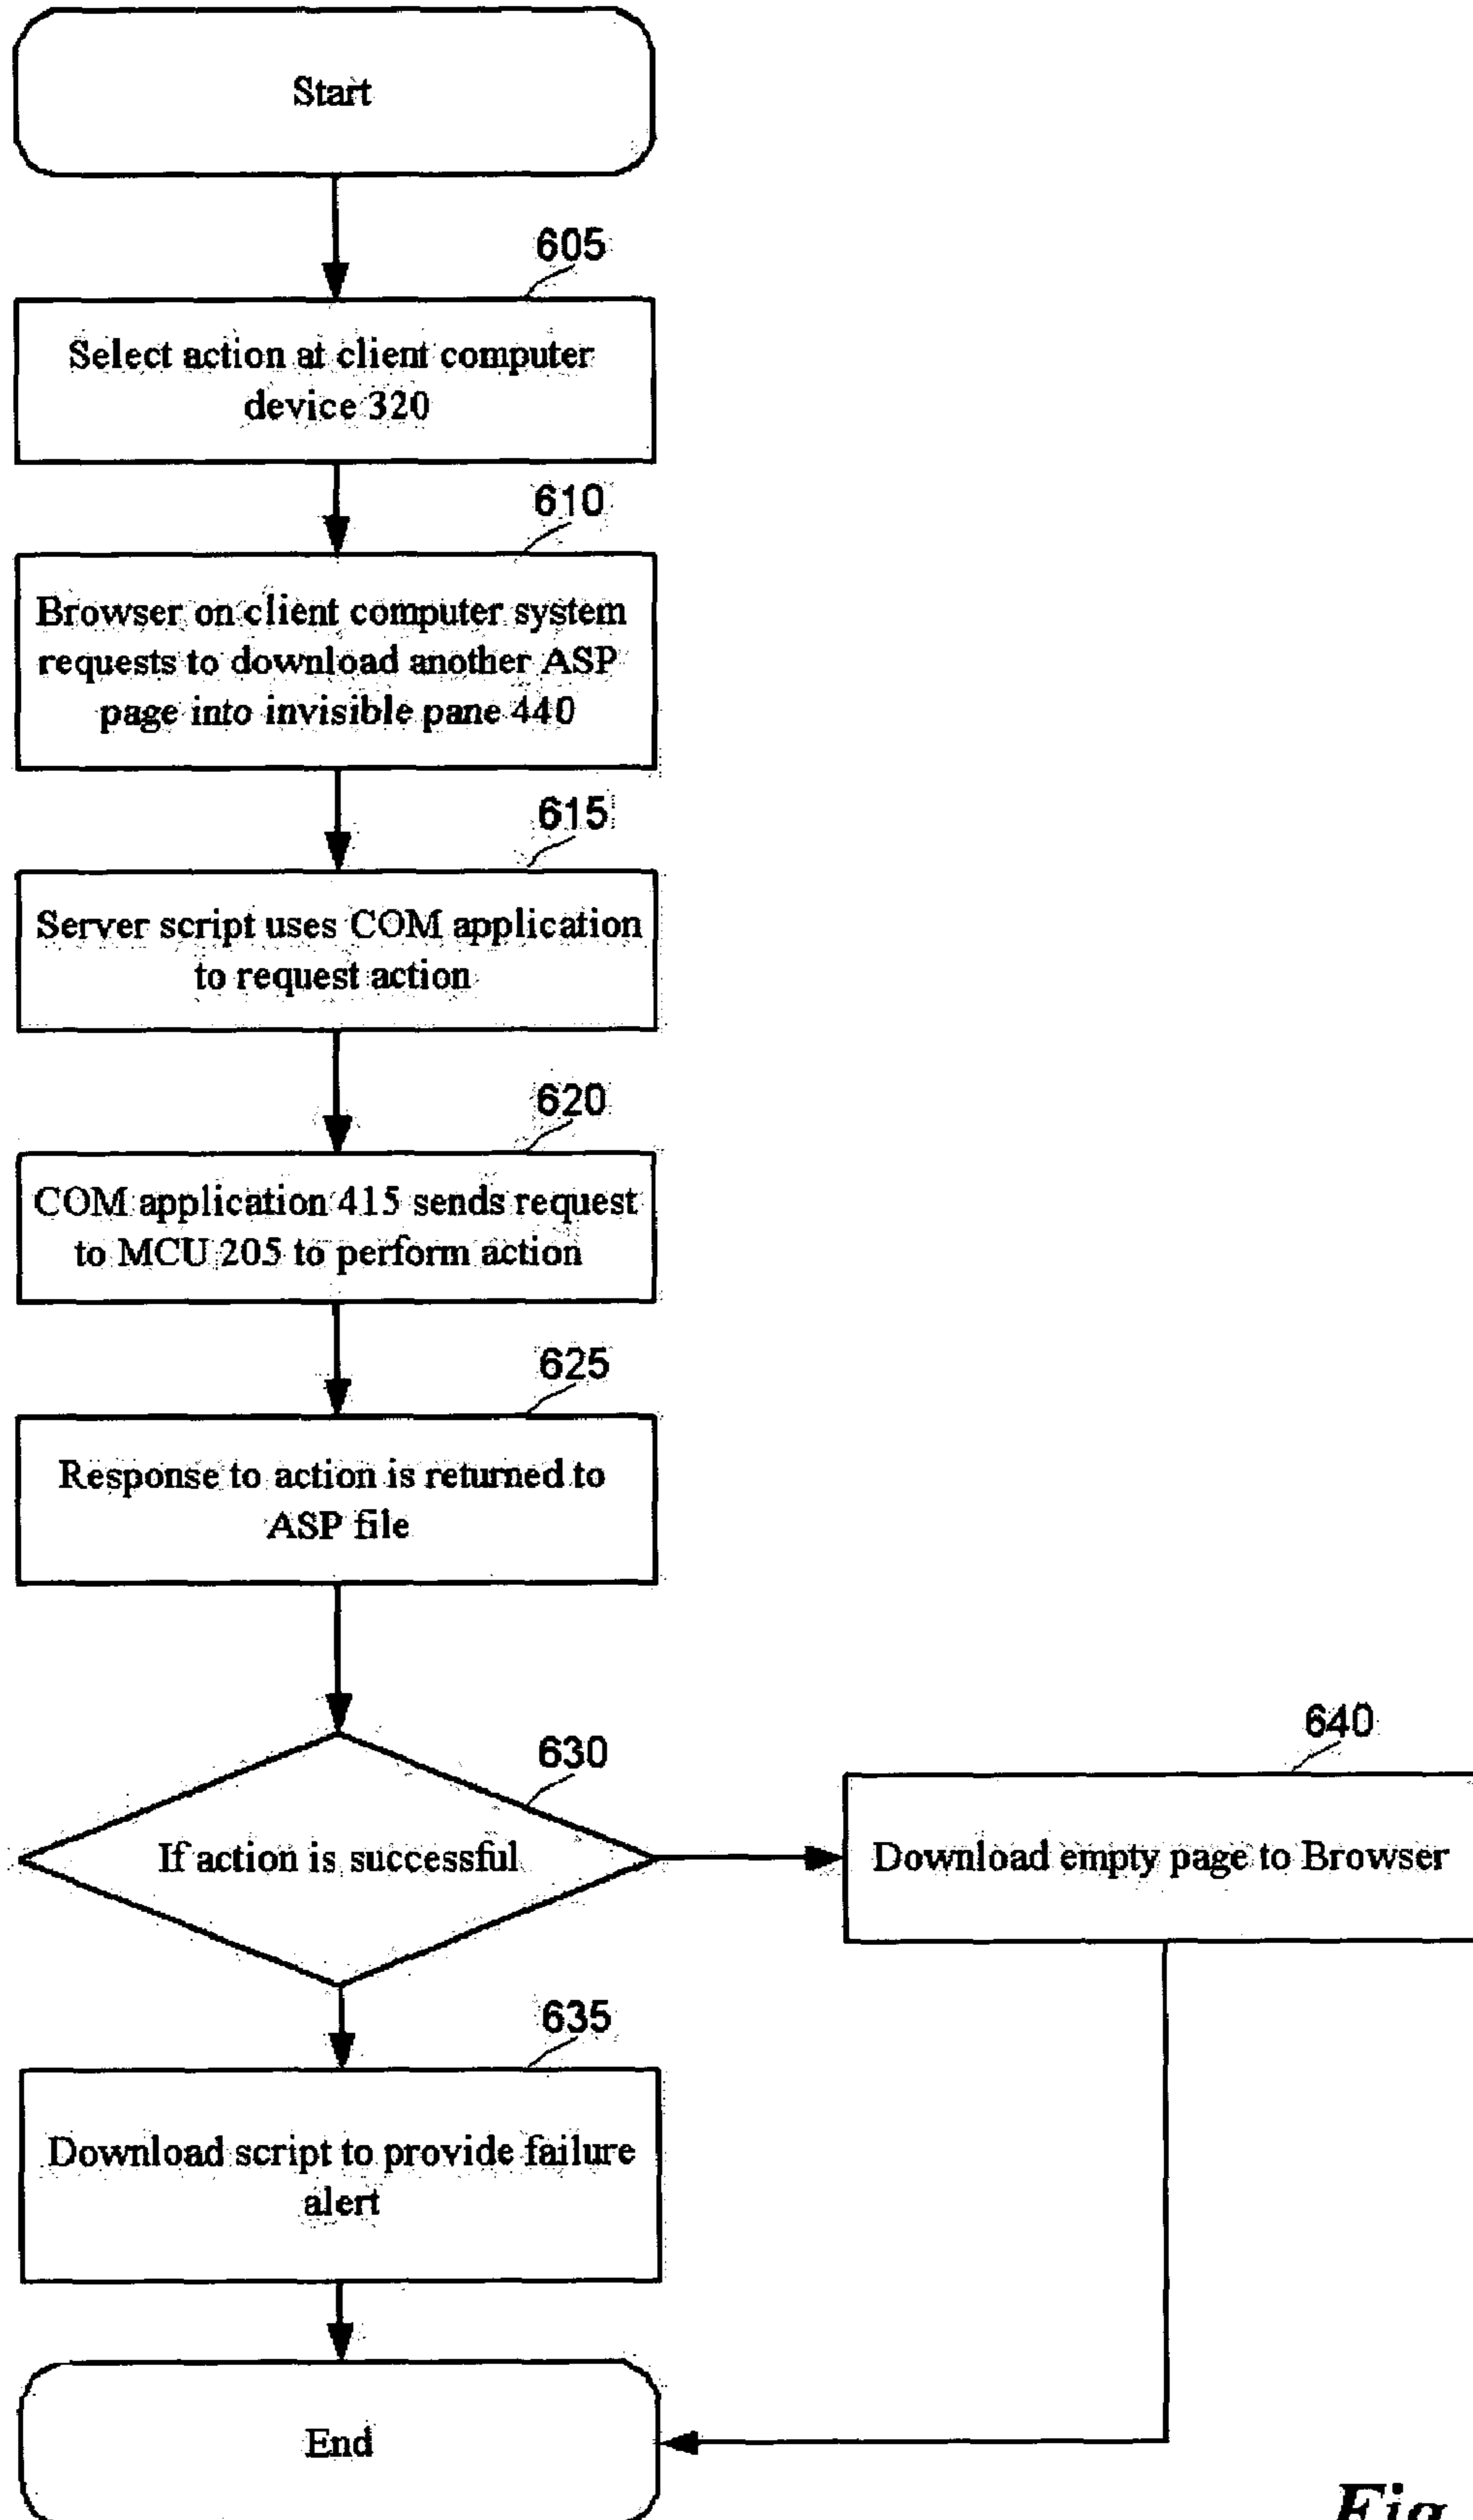 Start
605
Select action at client computer
device 320
610
Browser on client computer system
requests to download another ASP
page into invisible pane 440
615
Server script uses COM application
to request action
620
COM application 415 sends request
to MCU 205 to perform action
625
Response to action is returned to
ASP file
630
If action is successful
640
Download empty page to Browser
635
Download script to provide failure
alert
End
Fig